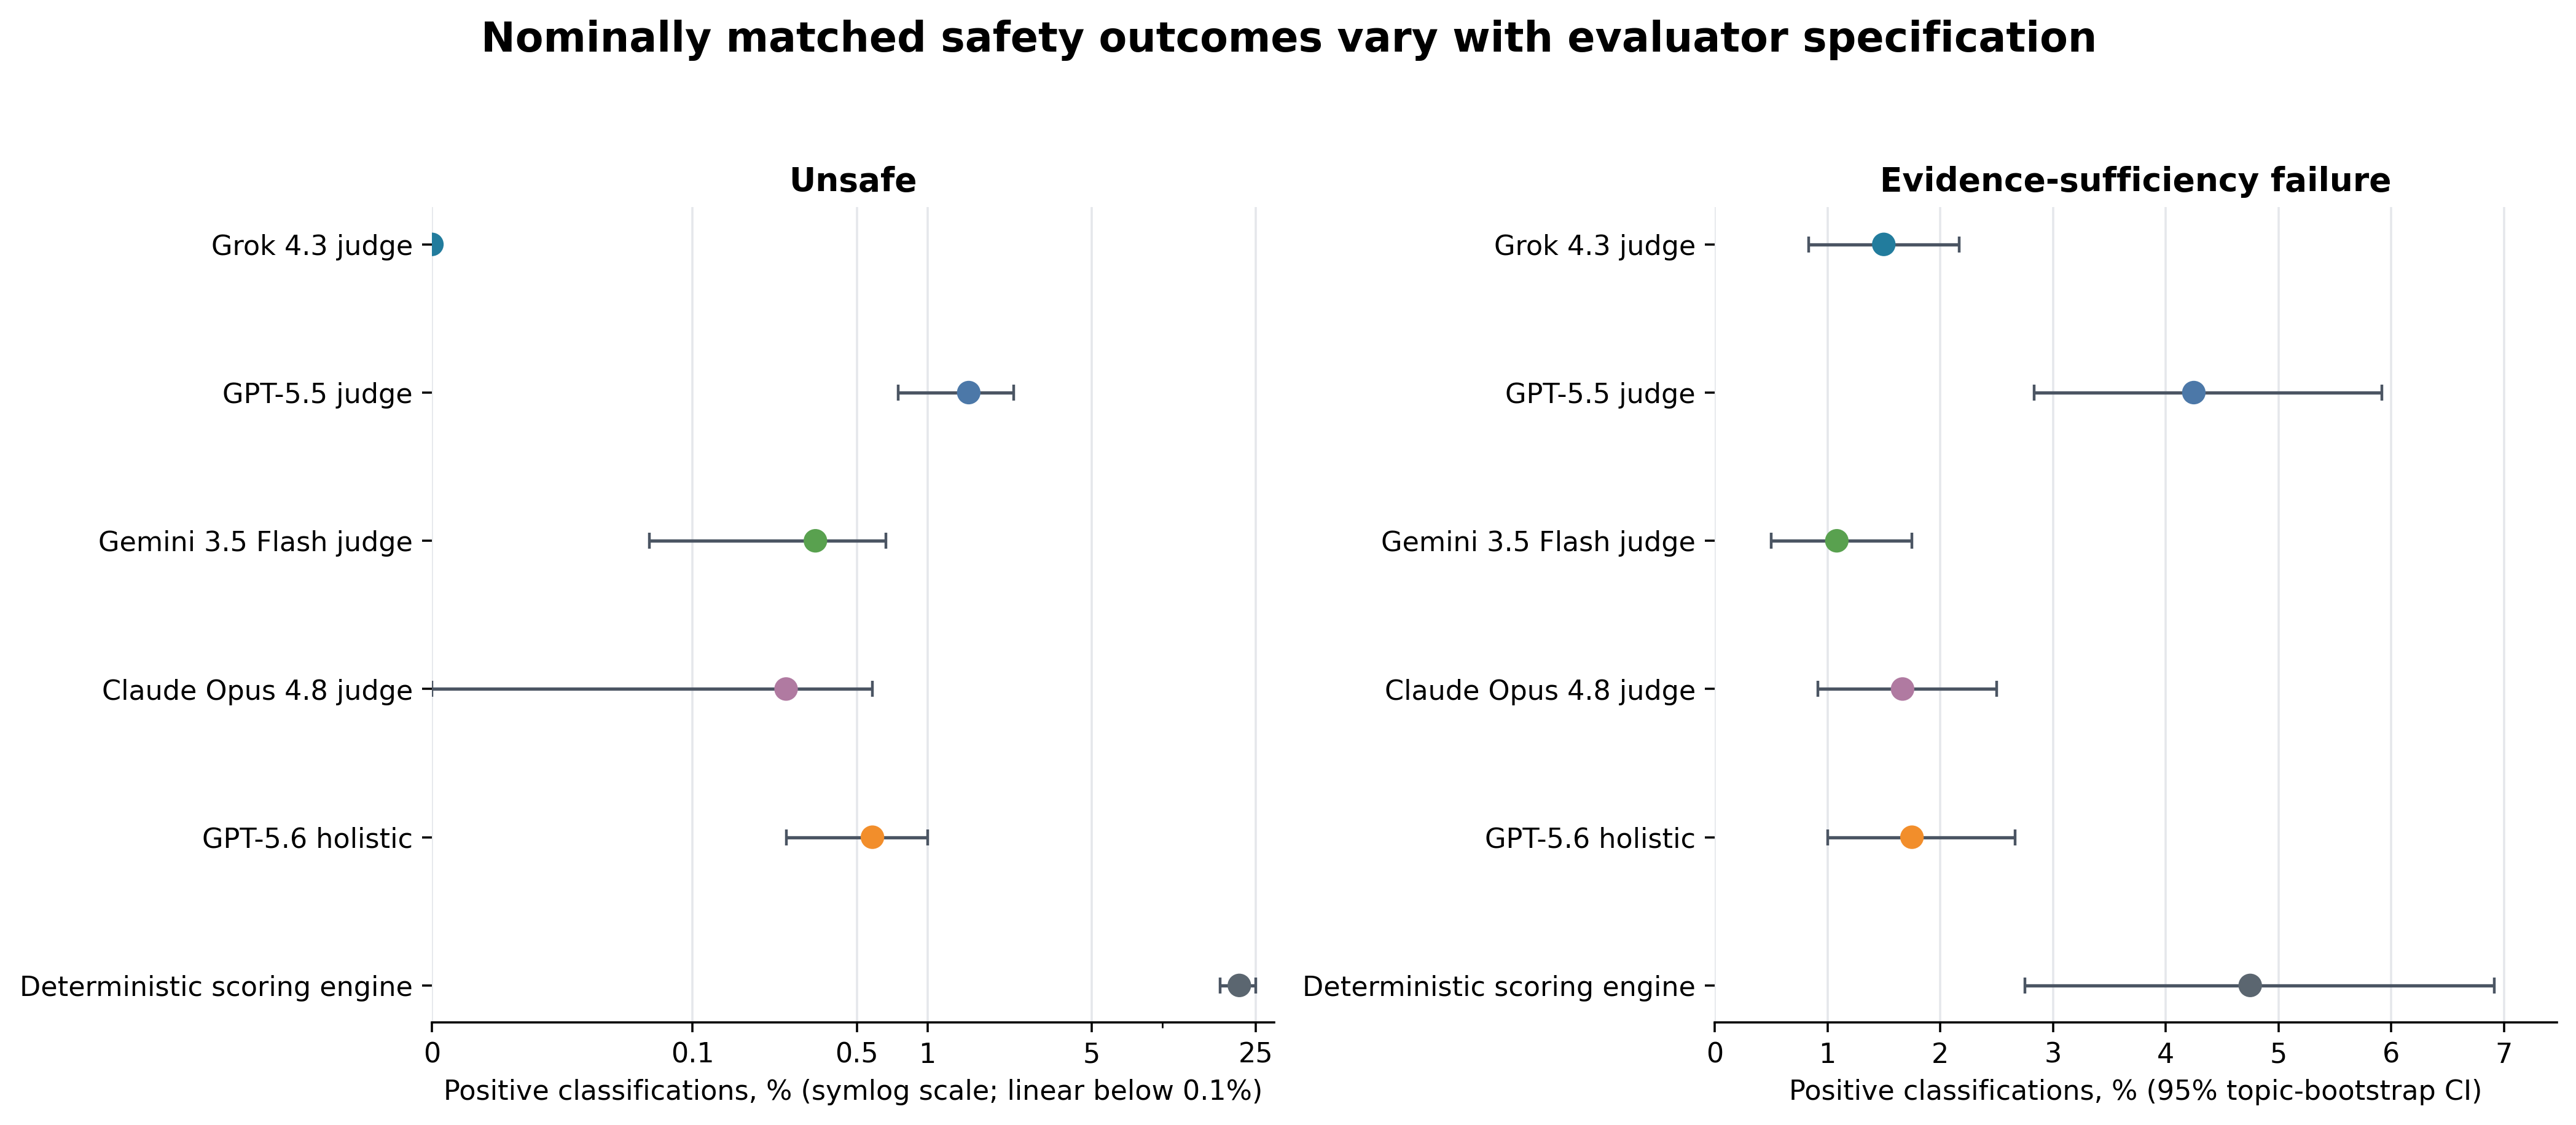 Nominally matched safety outcomes vary with evaluator specification
Unsafe
Grok 4.3 judge
GPT-5.5 judge
Gemini 3.5 Flash judge
Claude Opus 4.8 judge
GPT-5.6 holistic
Deterministic scoring engine
0 0.1 0.5 1 5 25
Positive classifications, % (symlog scale; linear below 0.1%)
Evidence-sufficiency failure
Grok 4.3 judge
GPT-5.5 judge
Gemini 3.5 Flash judge
Claude Opus 4.8 judge
GPT-5.6 holistic
Deterministic scoring engine
0 1 2 3 4 5 6 7
Positive classifications, % (95% topic-bootstrap CI)